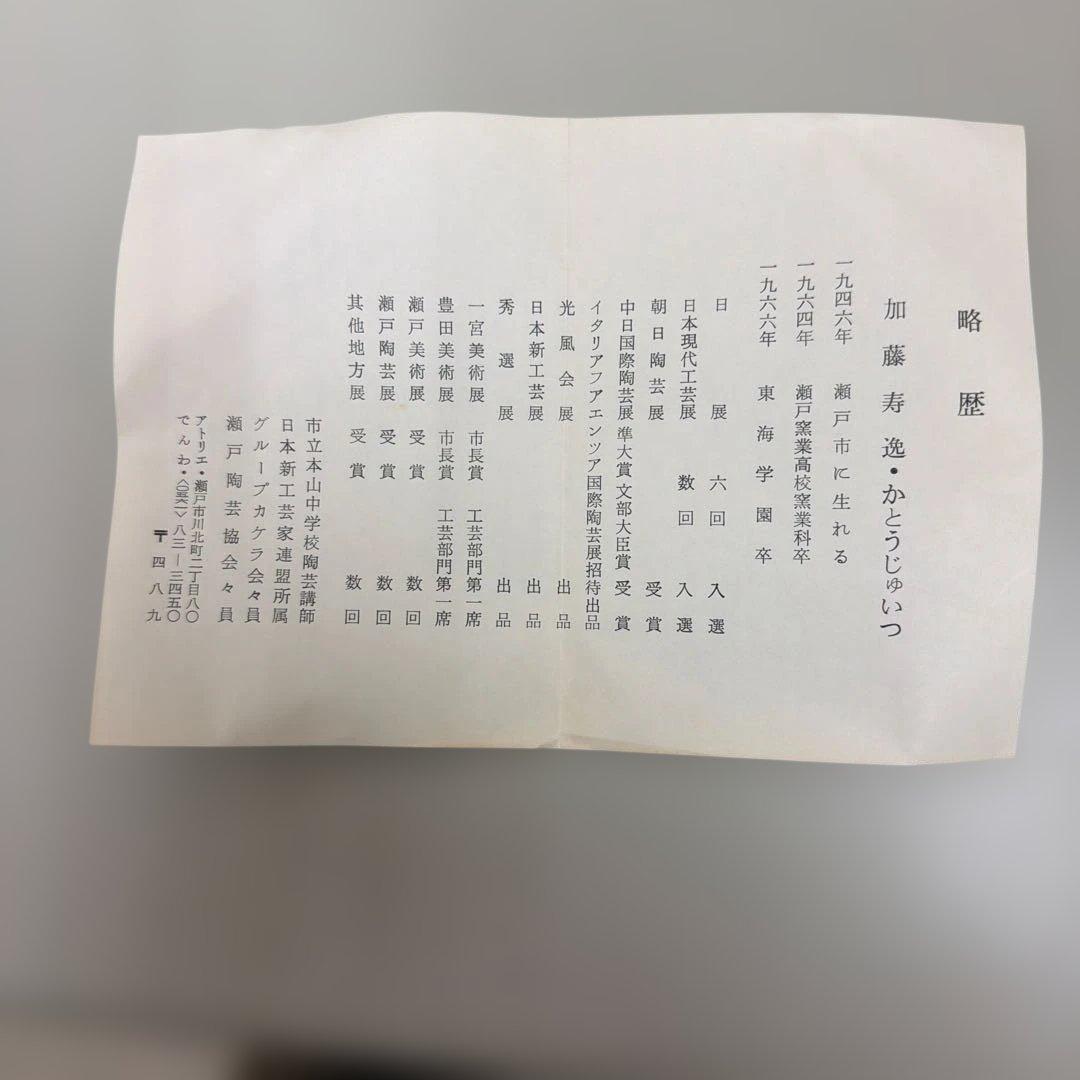 略歴
加藤寿逸・かとうじゅいつ
一九四六年 瀬戸市に生れる
一九六四年 瀬戸窯業高校窯業科卒
一九六六年 東海学園卒
日展 六回 入選
日本現代工芸展 数回 入選
朝日陶芸展 受賞
中日国際陶芸展 準大賞 文部大臣賞 受賞
イタリアフアエンツア国際陶芸展招待出品
光風会展 出品
日本新工芸展 出品
秀選展 出品
一宮美術展 市長賞 工芸部門第一席
豊田美術展 市長賞 工芸部門第一席
瀬戸美術展 受賞 数回
瀬戸陶芸展 受賞 数回
其他地方展 受賞 数回
市立本山中学校陶芸講師
日本新工芸家連盟所属
グループカケラ会々員
瀬戸陶芸協会々員
アトリエ・瀬戸市川北町二丁目八〇
でんわ・〈〇五六一〉八三―三四五〇
〒四八九